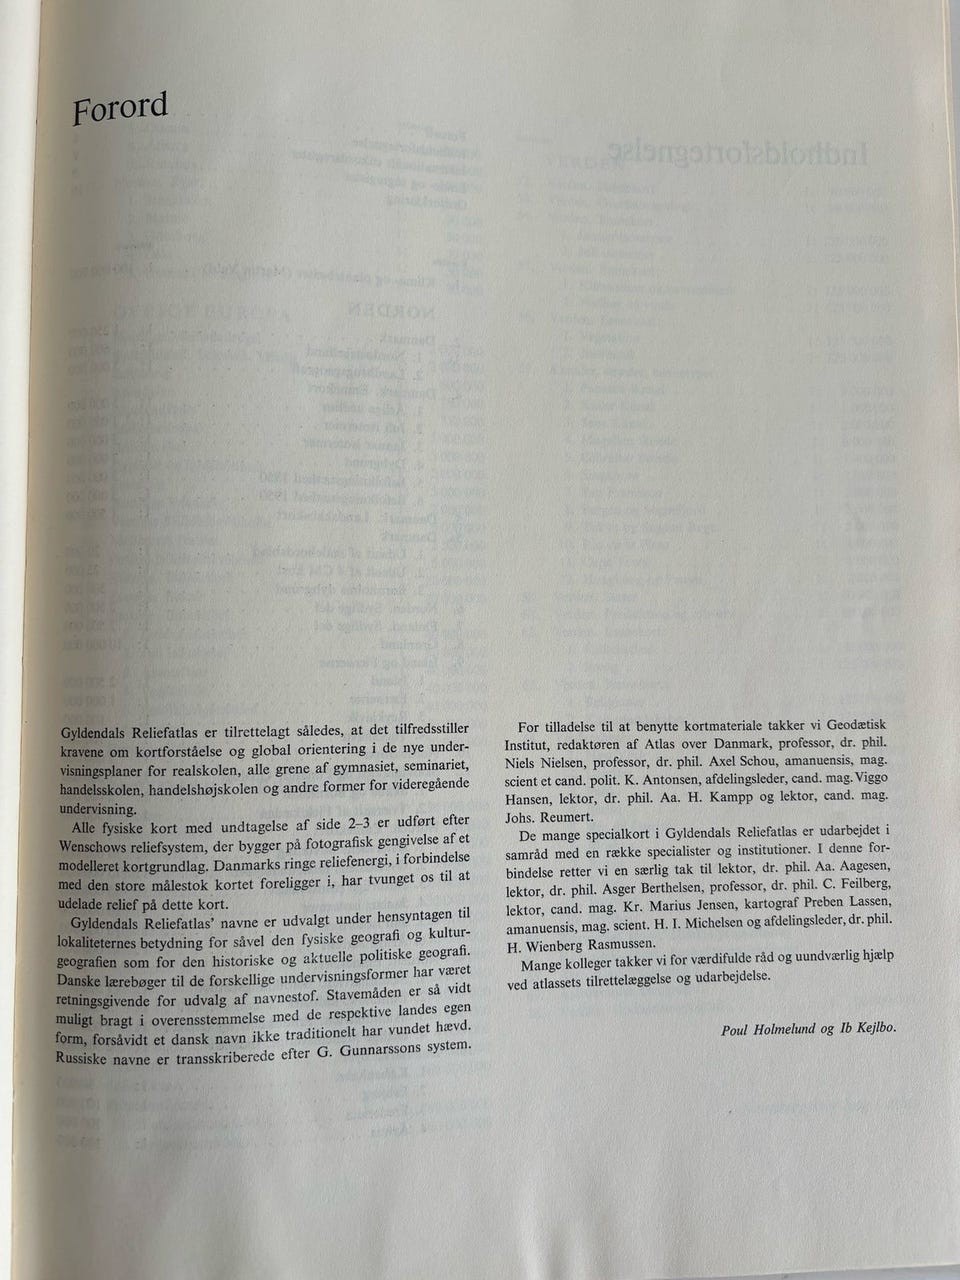 Forord
Gyldendals Reliefatlas er tilrettelagt således, at det tilfredsstiller
kravene om kortforståelse og global orientering i de nye under-
visningsplaner for realskolen, alle grene af gymnasiet, seminariet,
handelsskolen, handelshøjskolen og andre former for videregående
undervisning.
Alle fysiske kort med undtagelse af side 2–3 er udført efter
Wenschows reliefsystem, der bygger på fotografisk gengivelse af et
modelleret kortgrundlag. Danmarks ringe reliefenergi, i forbindelse
med den store målestok kortet foreligger i, har tvunget os til at
udelade relief på dette kort.
Gyldendals Reliefatlas’ navne er udvalgt under hensyntagen til
lokaliteternes betydning for såvel den fysiske geografi og kultur-
geografien som for den historiske og aktuelle politiske geografi.
Danske lærebøger til de forskellige undervisningsformer har været
retningsgivende for udvalg af navnestof. Stavemåden er så vidt
muligt bragt i overensstemmelse med de respektive landes egen
form, forsåvidt et dansk navn ikke traditionelt har vundet hævd.
Russiske navne er transskriberede efter G. Gunnarssons system.
For tilladelse til at benytte kortmateriale takker vi Geodætisk
Institut, redaktøren af Atlas over Danmark, professor, dr. phil.
Niels Nielsen, professor, dr. phil. Axel Schou, amanuensis, mag.
scient et cand. polit. K. Antonsen, afdelingsleder, cand. mag. Viggo
Hansen, lektor, dr. phil. Aa. H. Kampp og lektor, cand. mag.
Johs. Reumert.
De mange specialkort i Gyldendals Reliefatlas er udarbejdet i
samråd med en række specialister og institutioner. I denne for-
bindelse retter vi en særlig tak til lektor, dr. phil. Aa. Aagesen,
lektor, dr. phil. Asger Berthelsen, professor, dr. phil. C. Feilberg,
lektor, cand. mag. Kr. Marius Jensen, kartograf Preben Lassen,
amanuensis, mag. scient. H. I. Michelsen og afdelingsleder, dr. phil.
H. Wienberg Rasmussen.
Mange kolleger takker vi for værdifulde råd og uundværlig hjælp
ved atlassets tilrettelæggelse og udarbejdelse.
Poul Holmelund og Ib Kejlbo.